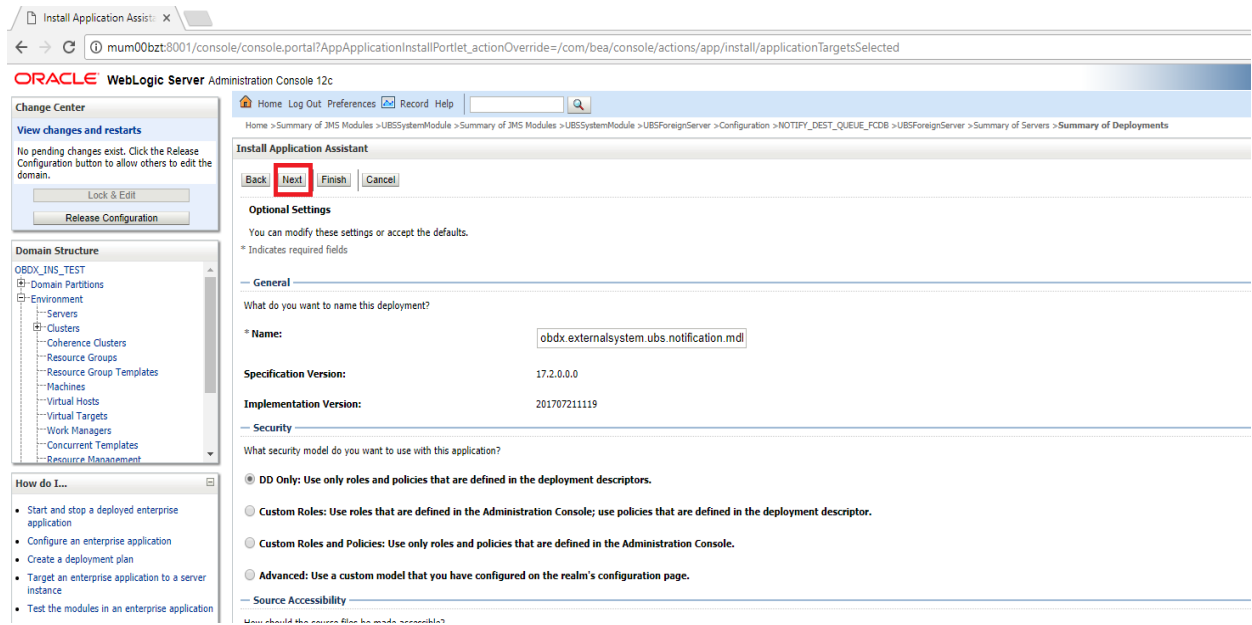 Install Application Assista
mum00bzt:8001/console/console.portal?AppApplicationInstallPortlet_actionOverride=/com/bea/console/actions/app/install/applicationTargetsSelected
ORACLE WebLogic Server Administration Console 12c
Change Center
View changes and restarts
No pending changes exist. Click the Release
Configuration button to allow others to edit the
domain.
Lock & Edit
Release Configuration
Domain Structure
OBDX_INS_TEST
Domain Partitions
Environment
Servers
Clusters
Coherence Clusters
Resource Groups
Resource Group Templates
Machines
Virtual Hosts
Virtual Targets
Work Managers
Concurrent Templates
Resource Management
How do I...
Start and stop a deployed enterprise
application
Configure an enterprise application
Create a deployment plan
Target an enterprise application to a server
instance
Test the modules in an enterprise application
Home Log Out Preferences Record Help
Home >Summary of JMS Modules >UBSSystemModule >Summary of JMS Modules >UBSSystemModule >UBSForeignServer >Configuration >NOTIFY_DEST_QUEUE_FCDB >UBSForeignServer >Summary of Servers >Summary of Deployments
Install Application Assistant
Back Next Finish Cancel
Optional Settings
You can modify these settings or accept the defaults.
* Indicates required fields
General
What do you want to name this deployment?
* Name: obdx.externalsystem.ubs.notification.mdl
Specification Version: 17.2.0.0.0
Implementation Version: 201707211119
Security
What security model do you want to use with this application?
DD Only: Use only roles and policies that are defined in the deployment descriptors.
Custom Roles: Use roles that are defined in the Administration Console; use policies that are defined in the deployment descriptor.
Custom Roles and Policies: Use only roles and policies that are defined in the Administration Console.
Advanced: Use a custom model that you have configured on the realm's configuration page.
Source Accessibility
How should the source files be made accessible?